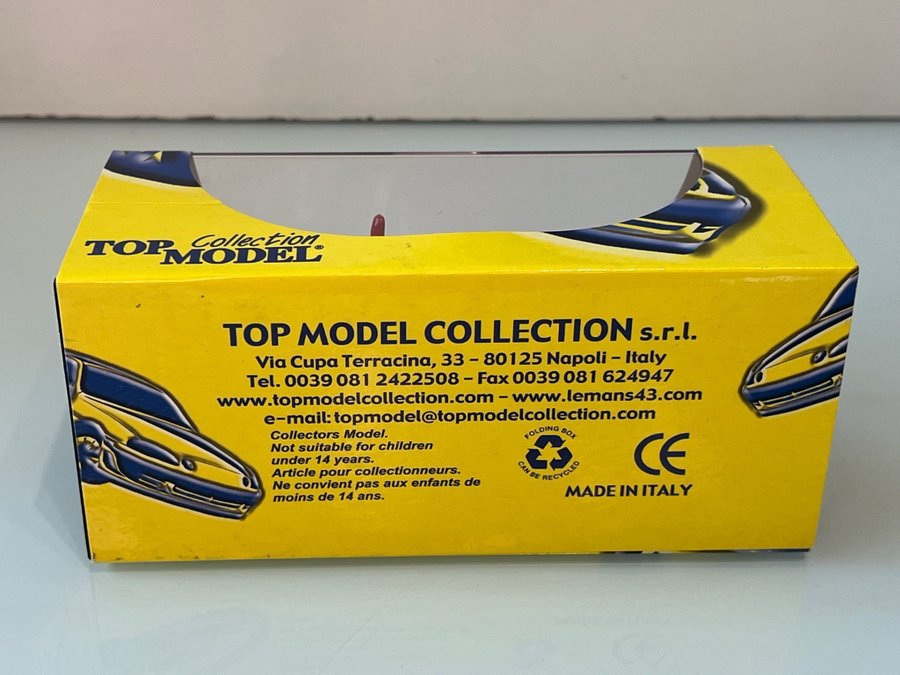 TOP Collection
MODEL®
TOP MODEL COLLECTION s.r.l.
Via Cupa Terracina, 33 - 80125 Napoli - Italy
Tel. 0039 081 2422508 - Fax 0039 081 624947
www.topmodelcollection.com - www.lemans43.com
e-mail: topmodel@topmodelcollection.com
Collectors Model.
Not suitable for children
under 14 years.
Article pour collectionneurs.
Ne convient pas aux enfants de
moins de 14 ans.
FOLDING BOX
CAN BE RECYCLED
CE
MADE IN ITALY